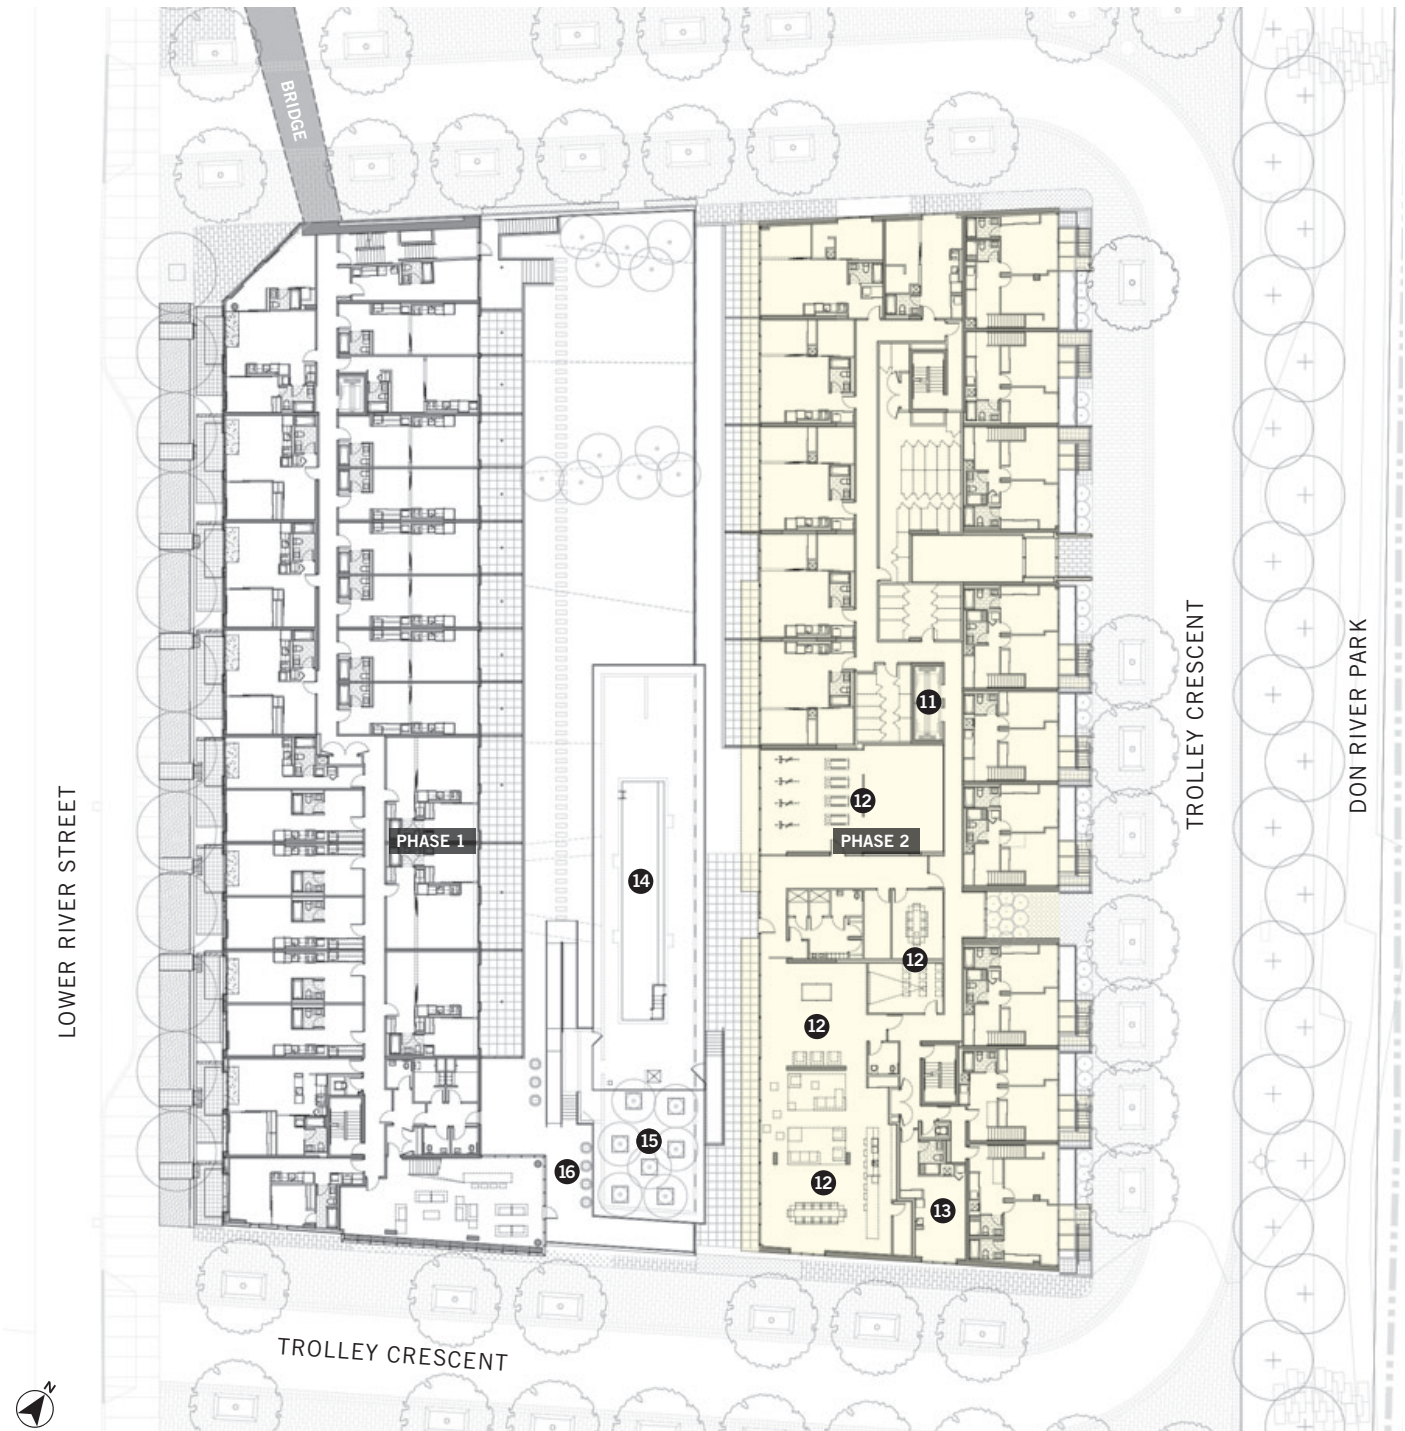 BRIDGE
11
12
PHASE 1
PHASE 2
14
12
12
15
16
12
13
LOWER RIVER STREET
TROLLEY CRESCENT
DON RIVER PARK
TROLLEY CRESCENT
N